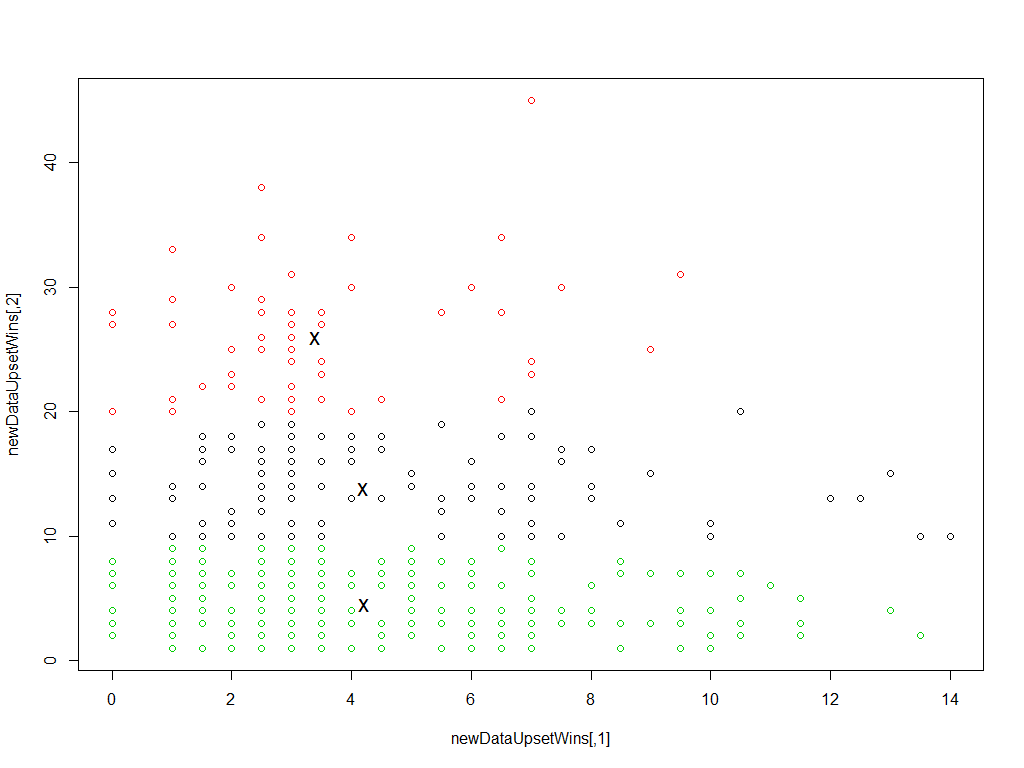 40
30
20
10
0
newDataUpsetWins[,2]
X
X
X
0 2 4 6 8 10 12 14
newDataUpsetWins[,1]